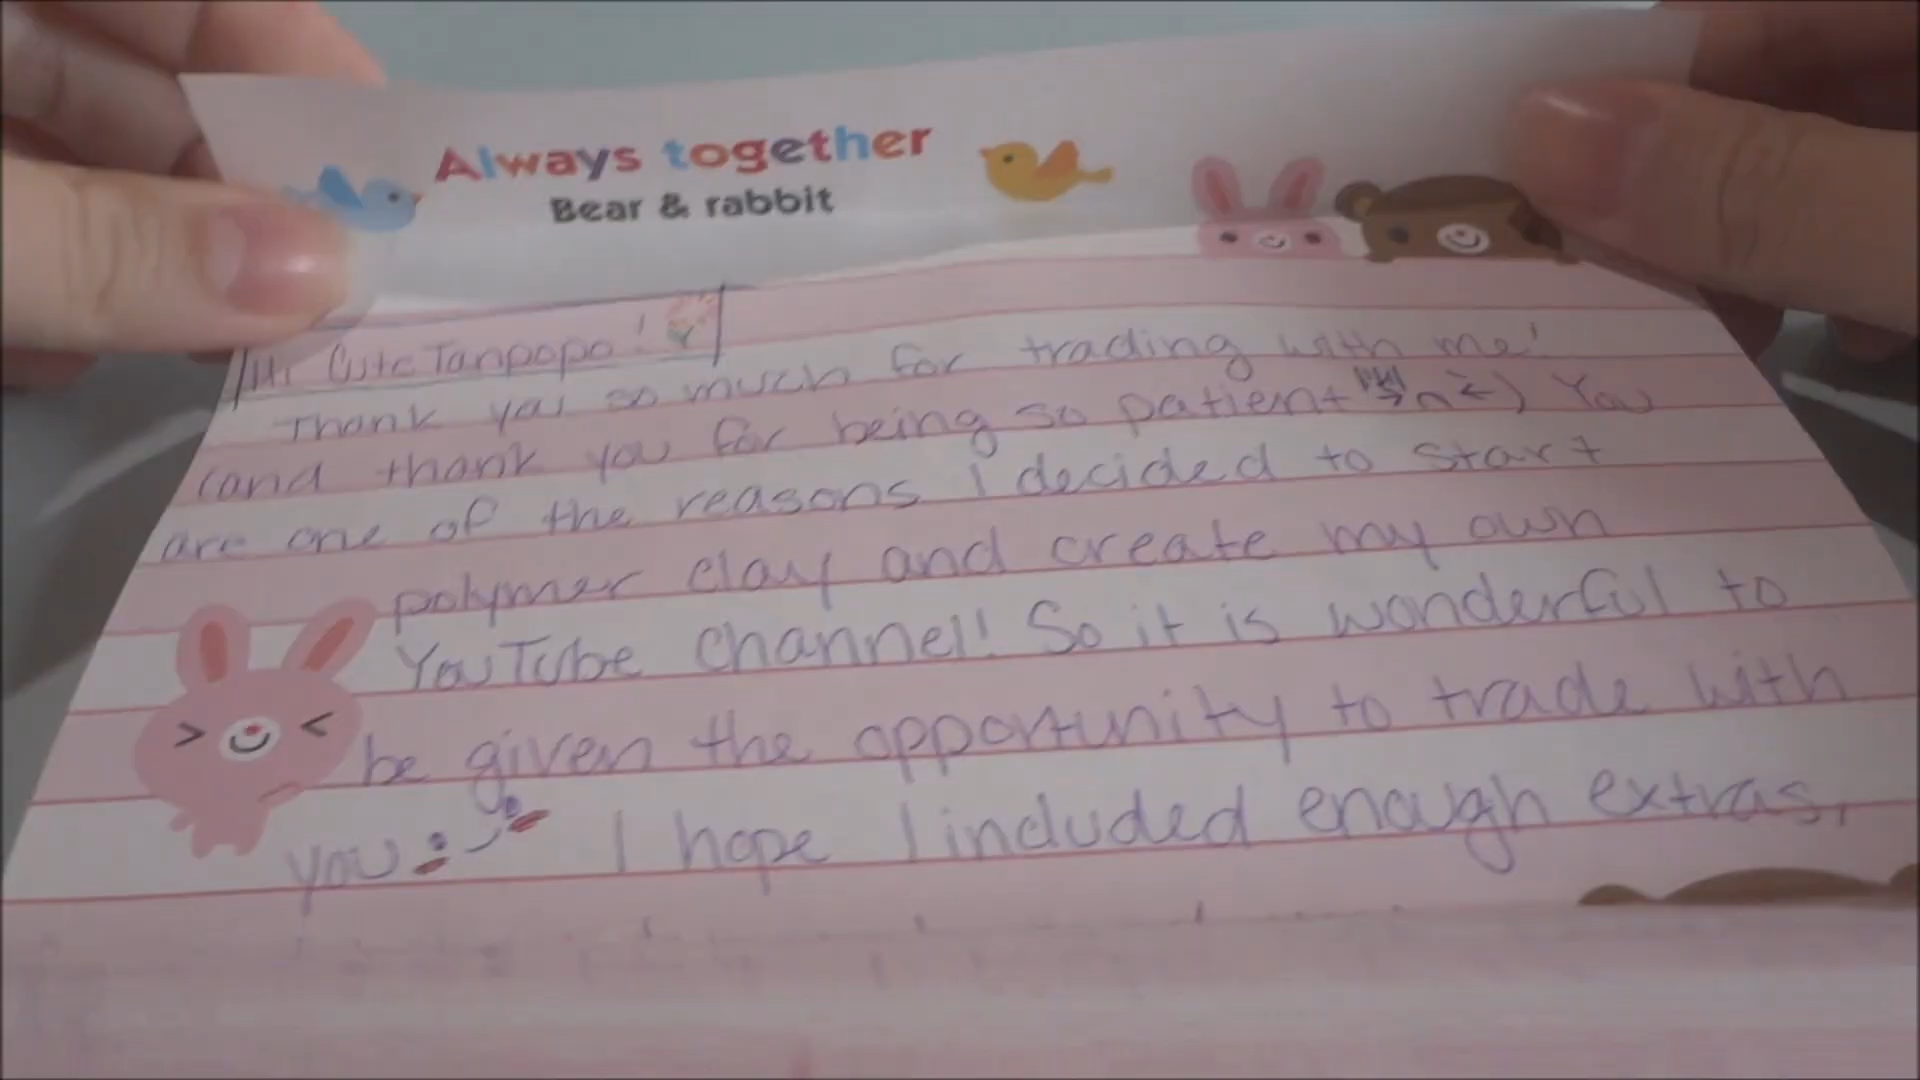 Always together
Bear & rabbit
Hi CuteTanpopo!
Thank you so much for trading with me!
(and thank you for being so patient >n<) You
are one of the reasons I decided to start
polymer clay and create my own
YouTube channel! So it is wonderful to
be given the opportunity to trade with
you I hope I included enough extras,